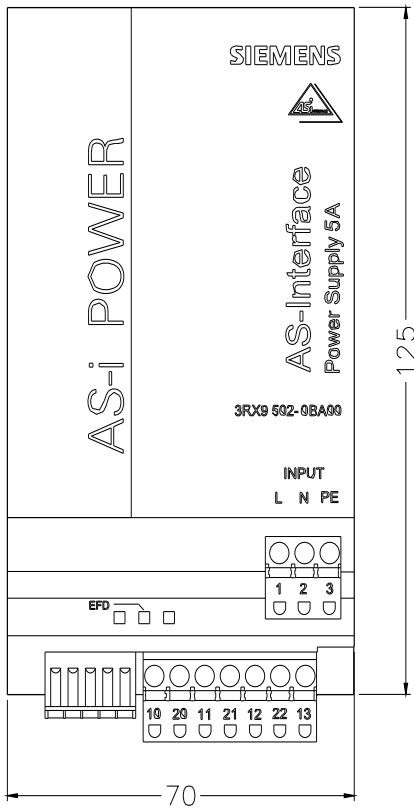 SIEMENS
ASi
AS-i POWER
AS-Interface
Power Supply 5A
3RX9 502-0BA00
INPUT
L N PE
1 2 3
EFD
10 20 11 21 12 22 13
125
70